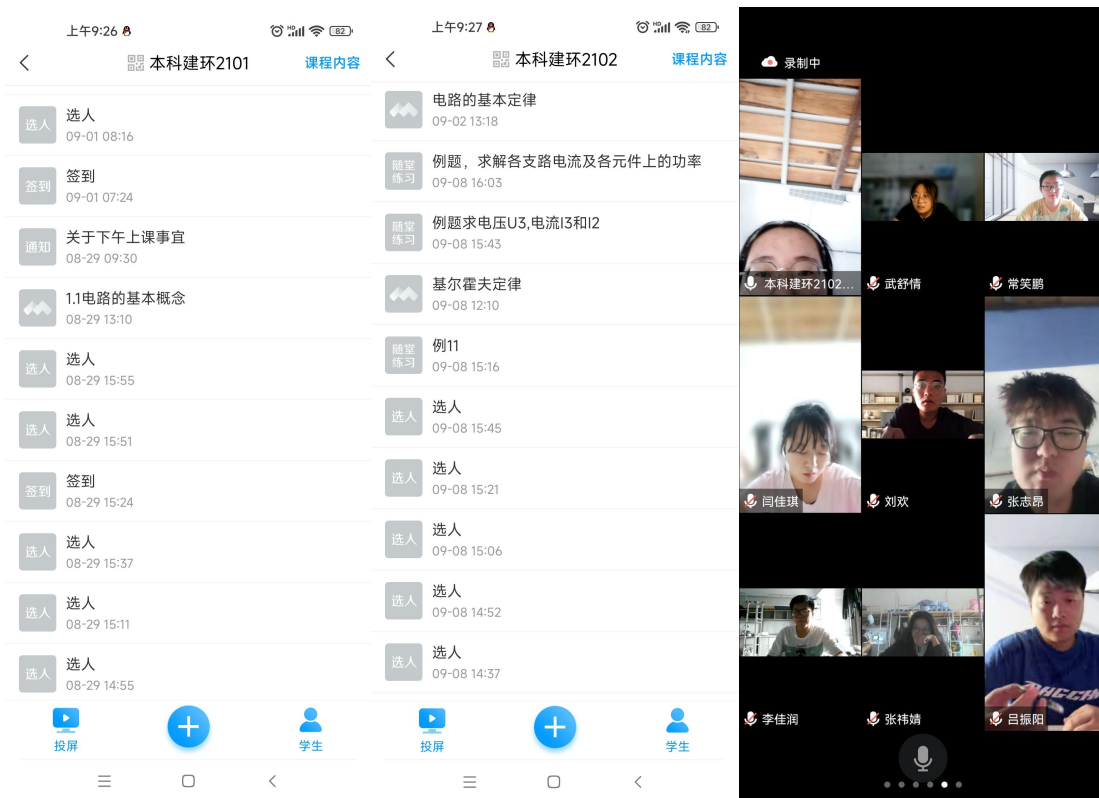 上午9:26
HD
82
本科建环2101
课程内容
选人
选人
09-01 08:16
签到
签到
09-01 07:24
通知
关于下午上课事宜
08-29 09:30
1.1电路的基本概念
08-29 13:10
选人
选人
08-29 15:55
选人
选人
08-29 15:51
签到
签到
08-29 15:24
选人
选人
08-29 15:37
选人
选人
08-29 15:11
选人
选人
08-29 14:55
投屏
学生
上午9:27
HD
82
本科建环2102
课程内容
电路的基本定律
09-02 13:18
随堂
练习
例题，求解各支路电流及各元件上的功率
09-08 16:03
随堂
练习
例题求电压U3,电流I3和I2
09-08 15:43
基尔霍夫定律
09-08 12:10
随堂
练习
例11
09-08 15:16
选人
选人
09-08 15:45
选人
选人
09-08 15:21
选人
选人
09-08 15:06
选人
选人
09-08 14:52
选人
选人
09-08 14:37
投屏
学生
录制中
本科建环2102...
武舒情
常笑鹏
闫佳琪
刘欢
张志昂
李佳润
张祎婧
吕振阳